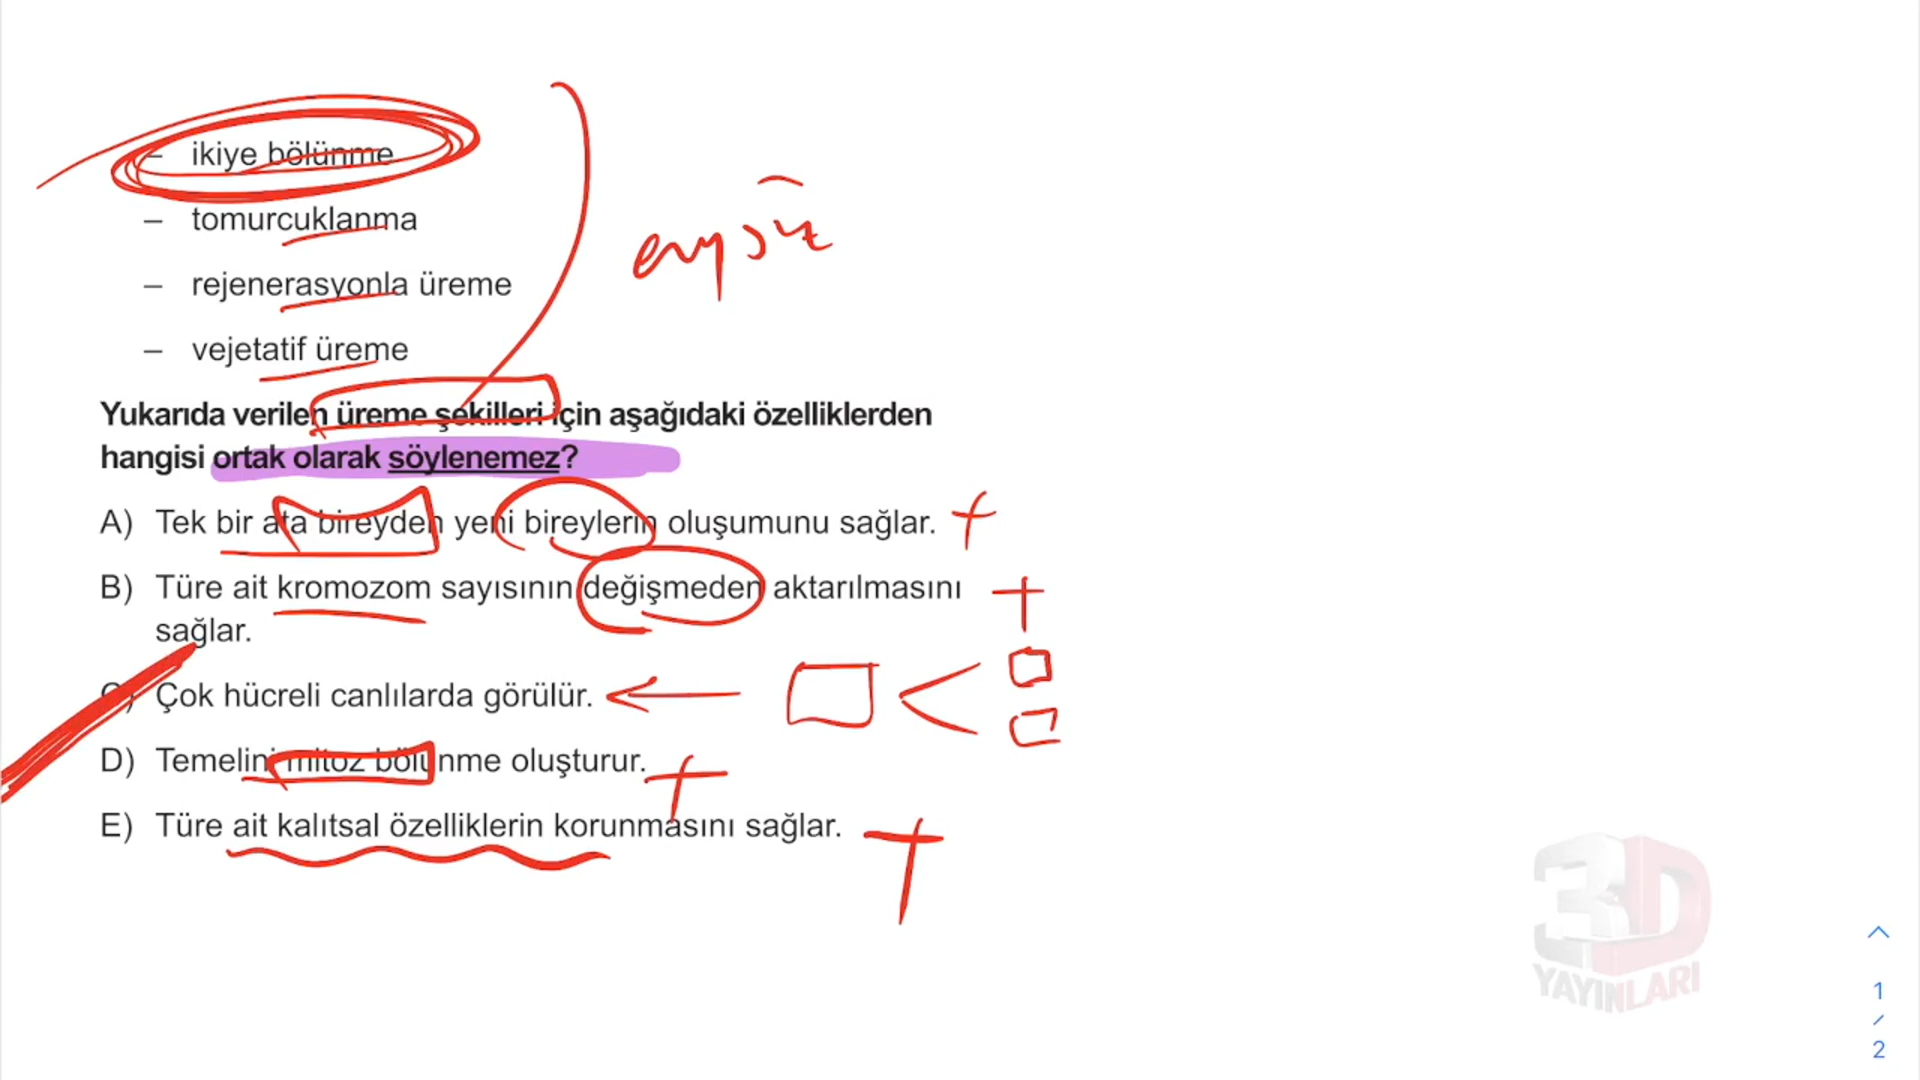 – ikiye bölünme
– tomurcuklanma
– rejenerasyonla üreme
– vejetatif üreme
Yukarıda verilen üreme şekilleri için aşağıdaki özelliklerden
hangisi ortak olarak söylenemez?
A) Tek bir ata bireyden yeni bireylerin oluşumunu sağlar. +
B) Türe ait kromozom sayısının değişmeden aktarılmasını +
sağlar.
C) Çok hücreli canlılarda görülür.
D) Temelini mitoz bölünme oluşturur. +
E) Türe ait kalıtsal özelliklerin korunmasını sağlar. +
3D
YAYINLARI
1
/
2